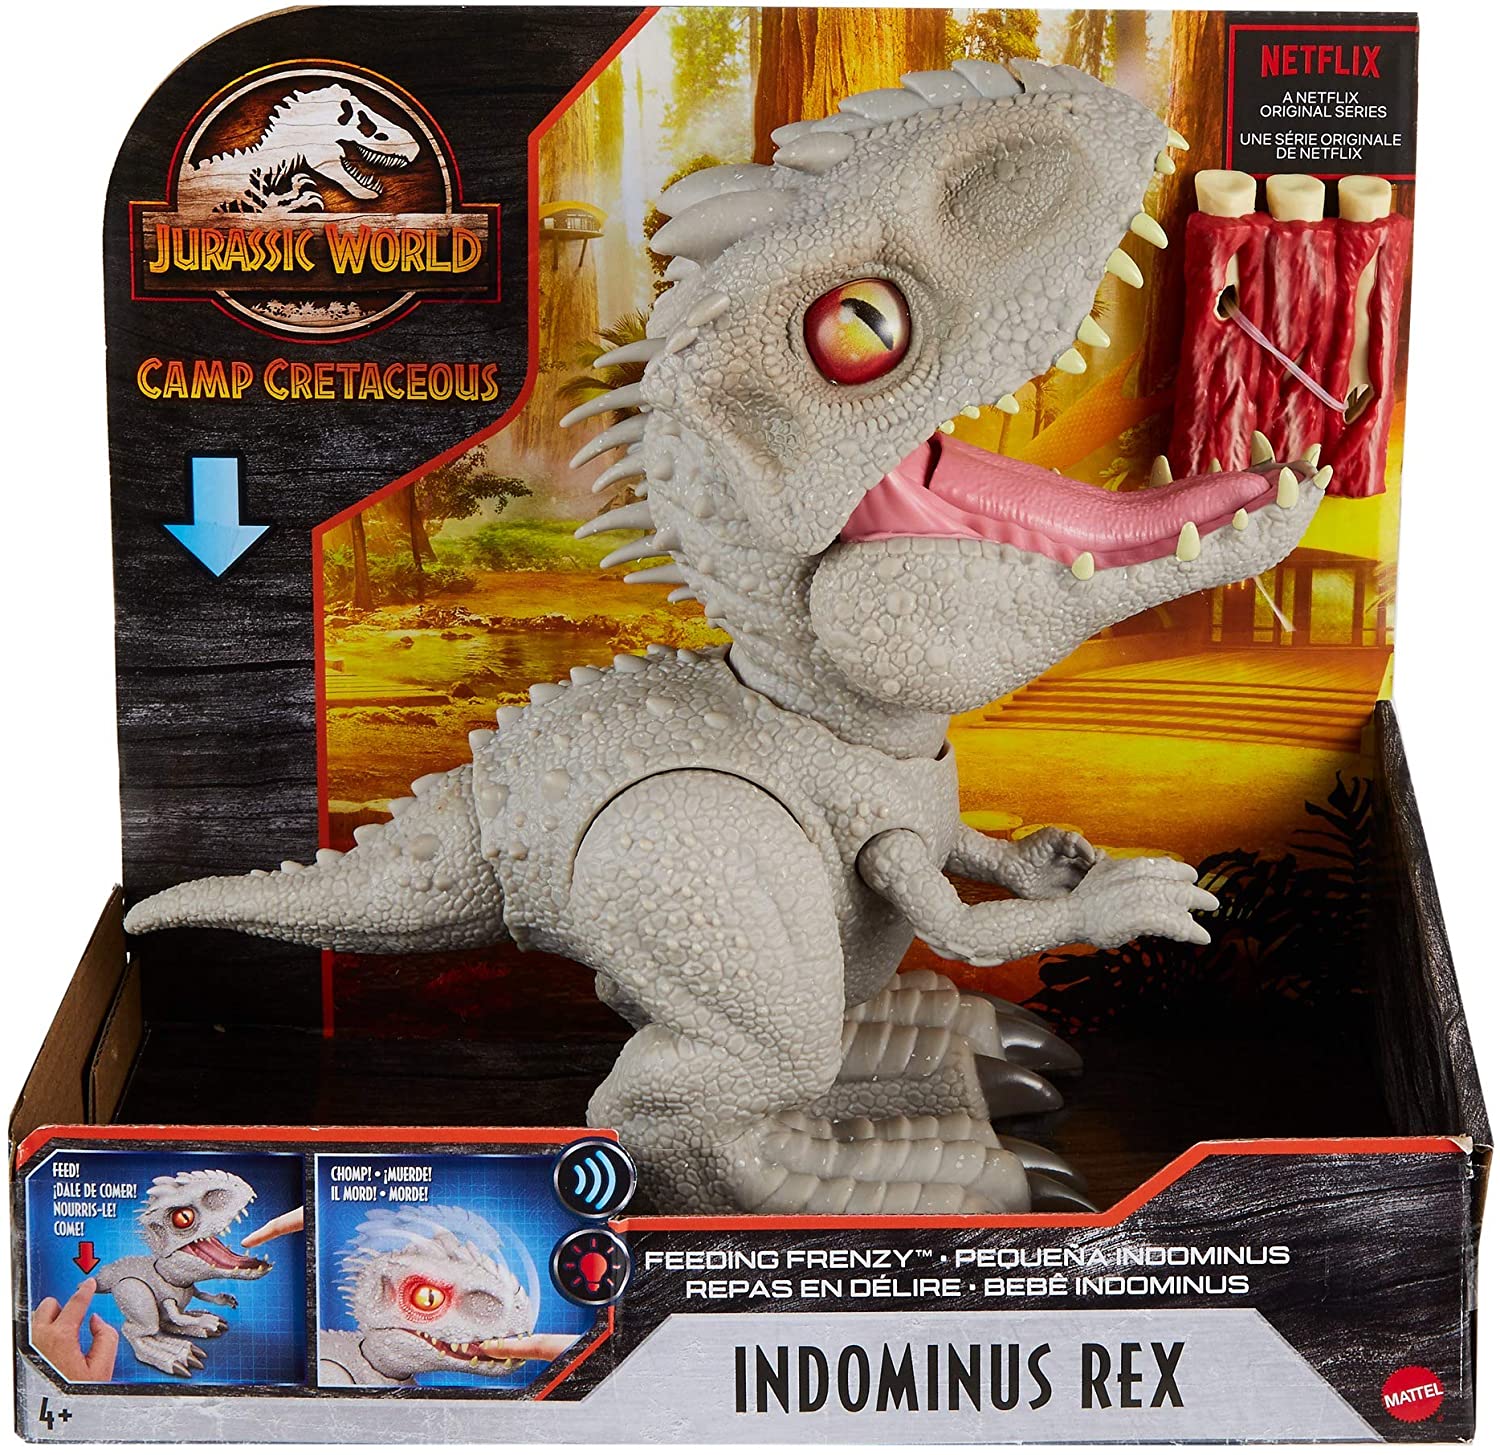 JURASSIC WORLD
CAMP CRETACEOUS
NETFLIX
A NETFLIX
ORIGINAL SERIES
UNE SÉRIE ORIGINALE
DE NETFLIX
FEED!
¡DALE DE COMER!
NOURRIS-LE!
COME!
CHOMP! • ¡MUERDE!
IL MORD! • MORDE!
FEEDING FRENZY™ • PEQUEÑA INDOMINUS
REPAS EN DÉLIRE • BEBÊ INDOMINUS
INDOMINUS REX
4+
MATTEL